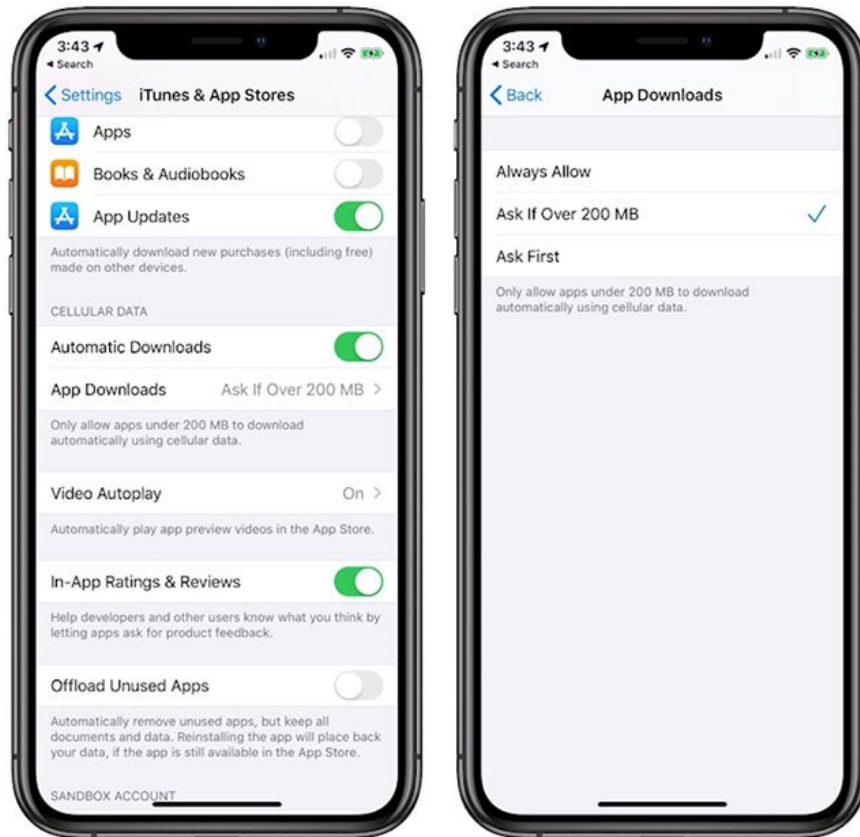 3:43
◀ Search
Settings
iTunes & App Stores
Apps
Books & Audiobooks
App Updates
Automatically download new purchases (including free)
made on other devices.
CELLULAR DATA
Automatic Downloads
App Downloads
Ask If Over 200 MB
Only allow apps under 200 MB to download
automatically using cellular data.
Video Autoplay
On
Automatically play app preview videos in the App Store.
In-App Ratings & Reviews
Help developers and other users know what you think by
letting apps ask for product feedback.
Offload Unused Apps
Automatically remove unused apps, but keep all
documents and data. Reinstalling the app will place back
your data, if the app is still available in the App Store.
SANDBOX ACCOUNT
3:43
◀ Search
Back
App Downloads
Always Allow
Ask If Over 200 MB
Ask First
Only allow apps under 200 MB to download
automatically using cellular data.